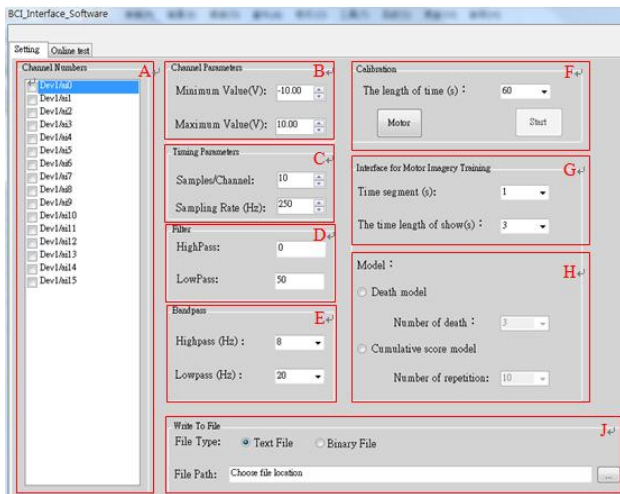 BCI_Interface_Software
Setting Online test
Channel Numbers A
Dev1/ai0
Dev1/ai1
Dev1/ai2
Dev1/ai3
Dev1/ai4
Dev1/ai5
Dev1/ai6
Dev1/ai7
Dev1/ai8
Dev1/ai9
Dev1/ai10
Dev1/ai11
Dev1/ai12
Dev1/ai13
Dev1/ai14
Dev1/ai15
Channel Parameters B
Minimum Value(V): -10.00
Maximum Value(V): 10.00
Timing Parameters C
Samples/Channel: 10
Sampling Rate (Hz): 250
Filter D
HighPass: 0
LowPass: 50
Bandpass E
Highpass (Hz) : 8
Lowpass (Hz) : 20
Calibration F
The length of time (s) : 60
Motor Start
Interface for Motor Imagery Training G
Time segment (s): 1
The time length of show(s) : 3
Model : H
Death model
Number of death : 3
Cumulative score model
Number of repetition: 10
Write To File J
File Type: Text File Binary File
File Path: Choose file location ...